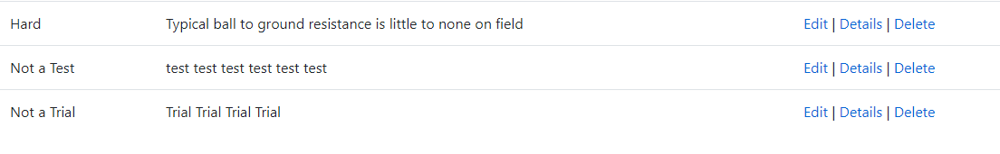 Hard Typical ball to ground resistance is little to none on field Edit | Details | Delete
Not a Test test test test test test test Edit | Details | Delete
Not a Trial Trial Trial Trial Trial Edit | Details | Delete